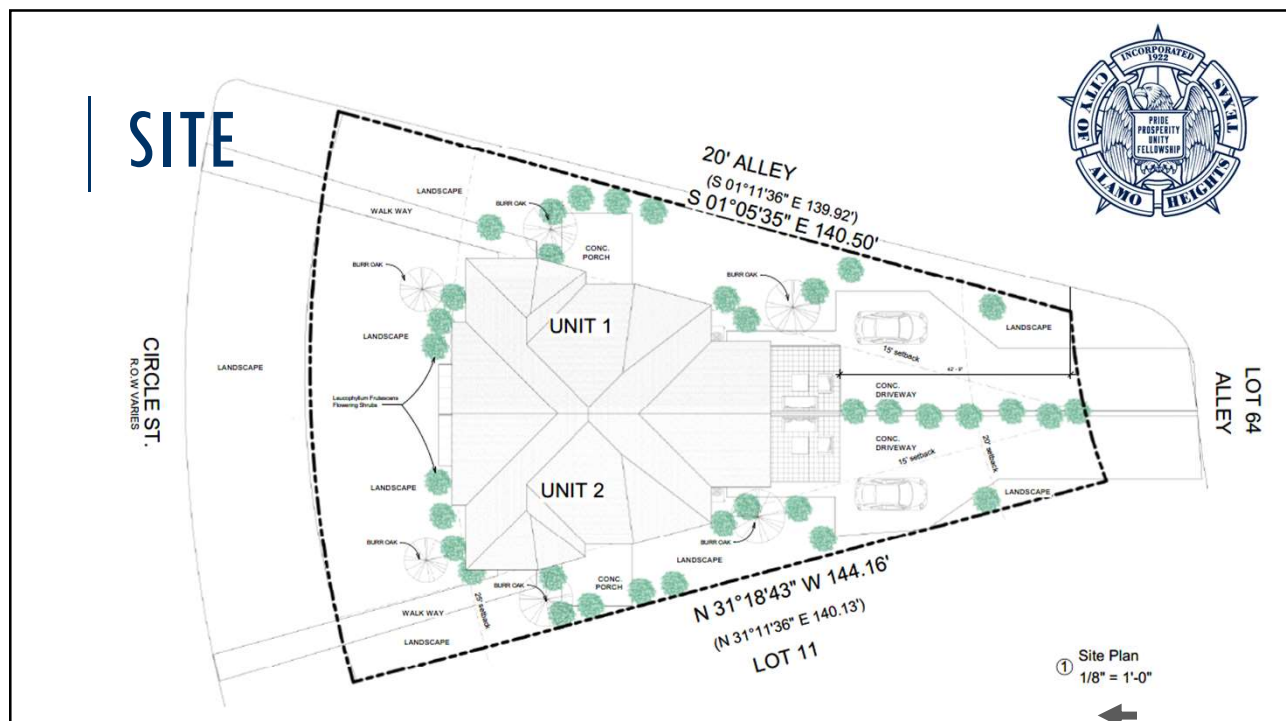 SITE
INCORPORATED
1922
CITY OF
TEXAS
ALAMO
HEIGHTS
PRIDE
PROSPERITY
UNITY
FELLOWSHIP
20' ALLEY
(S 01°11'36" E 139.92')
S 01°05'35" E 140.50'
LANDSCAPE
WALK WAY
BURR OAK
CONC.
PORCH
BURR OAK
BURR OAK
UNIT 1
LANDSCAPE
LANDSCAPE
LANDSCAPE
15' setback
42' - 9"
CIRCLE ST.
R.O.W VARIES
Leucophyllum Frutescens
Flowering Shrubs
CONC.
DRIVEWAY
CONC.
DRIVEWAY
LOT 64
ALLEY
15' setback
20' setback
UNIT 2
LANDSCAPE
LANDSCAPE
BURR OAK
BURR OAK
LANDSCAPE
BURR OAK
CONC.
PORCH
25' setback
WALK WAY
LANDSCAPE
N 31°18'43" W 144.16'
(N 31°11'36" E 140.13')
LOT 11
1 Site Plan
1/8" = 1'-0"